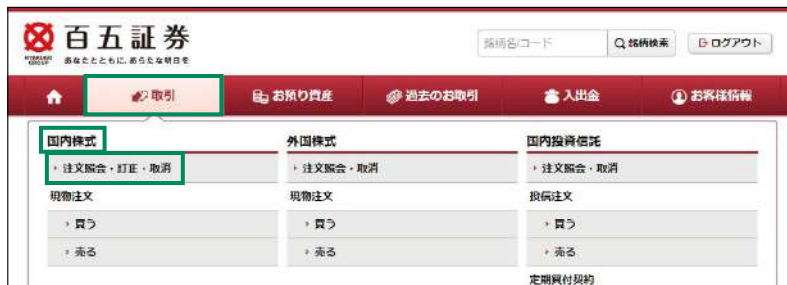 百五証券
HYAKUGO GROUP
あなたとともに、あらたな明日を
銘柄名/コード
銘柄検索
ログアウト
取引
お預り資産
過去のお取引
入出金
お客様情報
国内株式
外国株式
国内投資信託
注文照会・訂正・取消
注文照会・取消
注文照会・取消
現物注文
現物注文
投信注文
買う
買う
買う
売る
売る
売る
定期買付契約